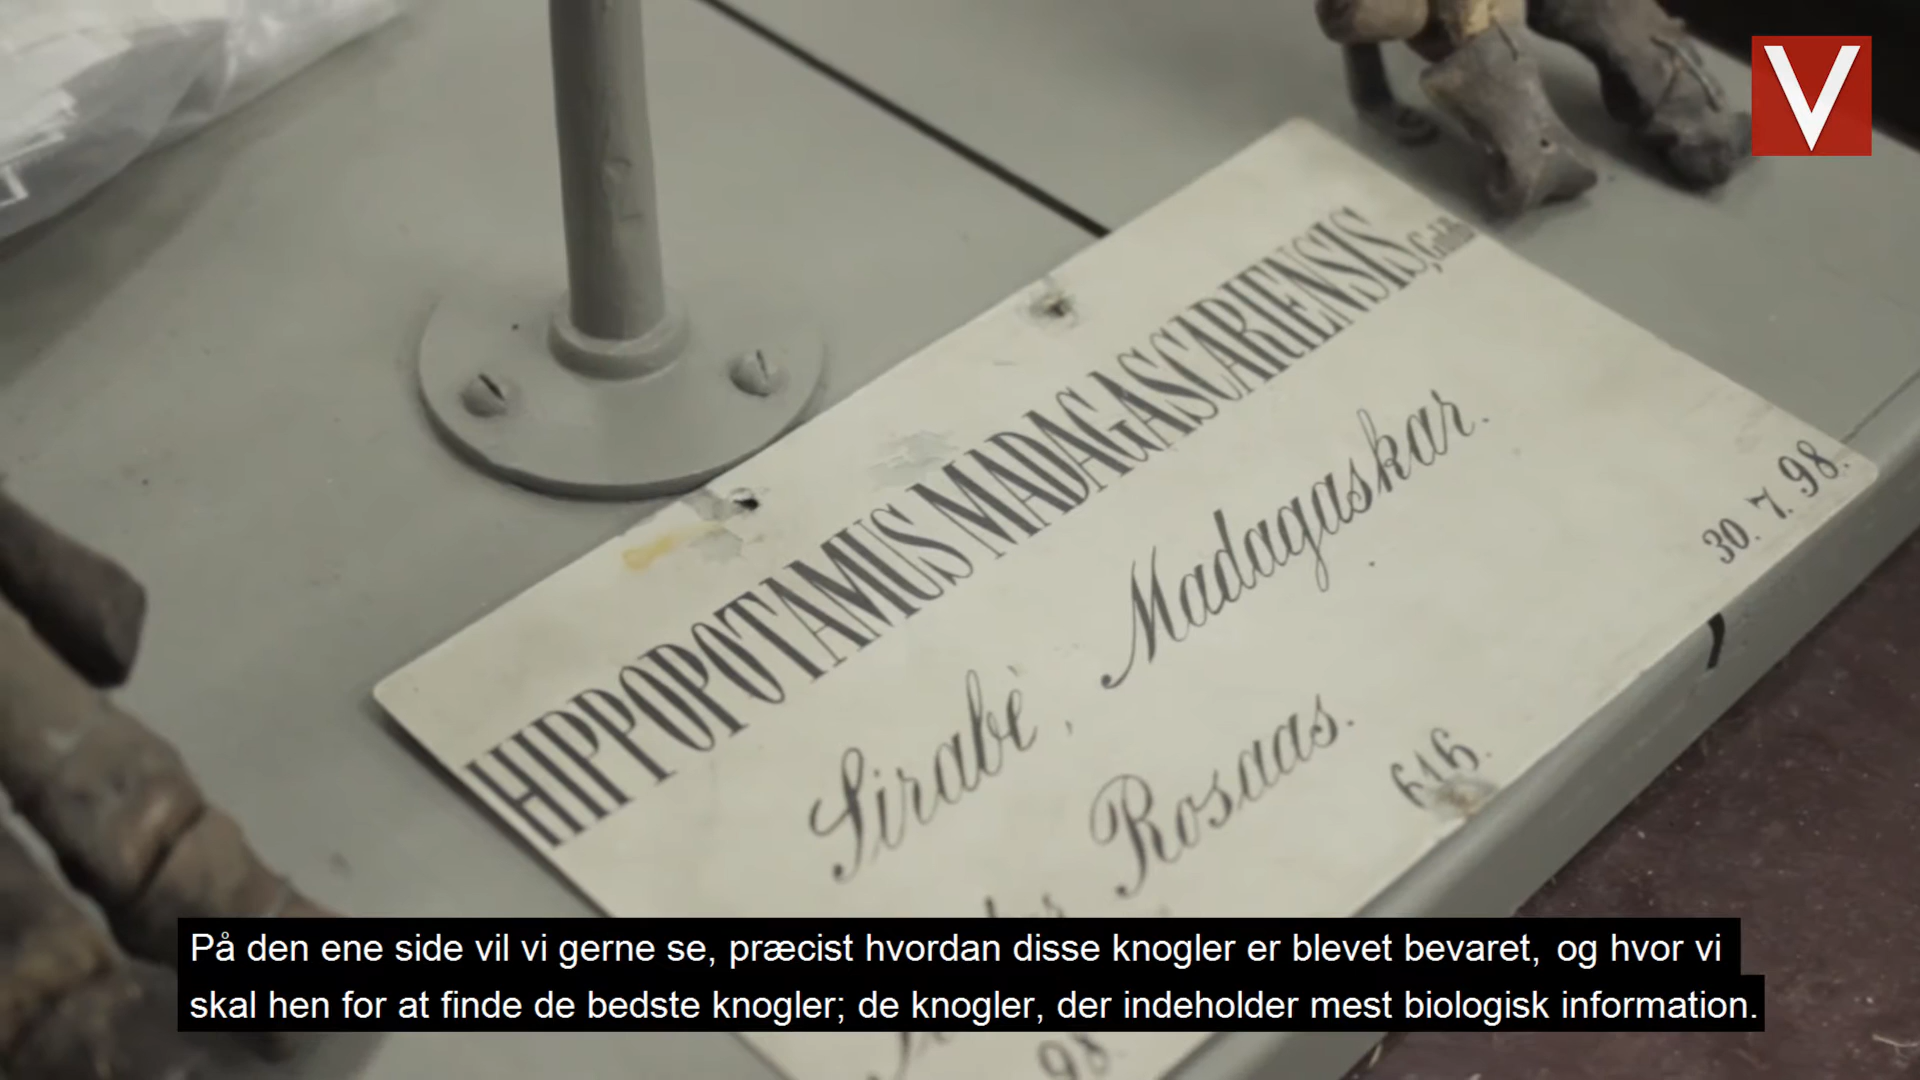 V
HIPPOPOTAMUS MADAGASCARIENSIS,
Sirabè, Madagaskar.
30. 7. 98.
Rosaas.
616.
98
På den ene side vil vi gerne se, præcist hvordan disse knogler er blevet bevaret, og hvor vi
skal hen for at finde de bedste knogler; de knogler, der indeholder mest biologisk information.